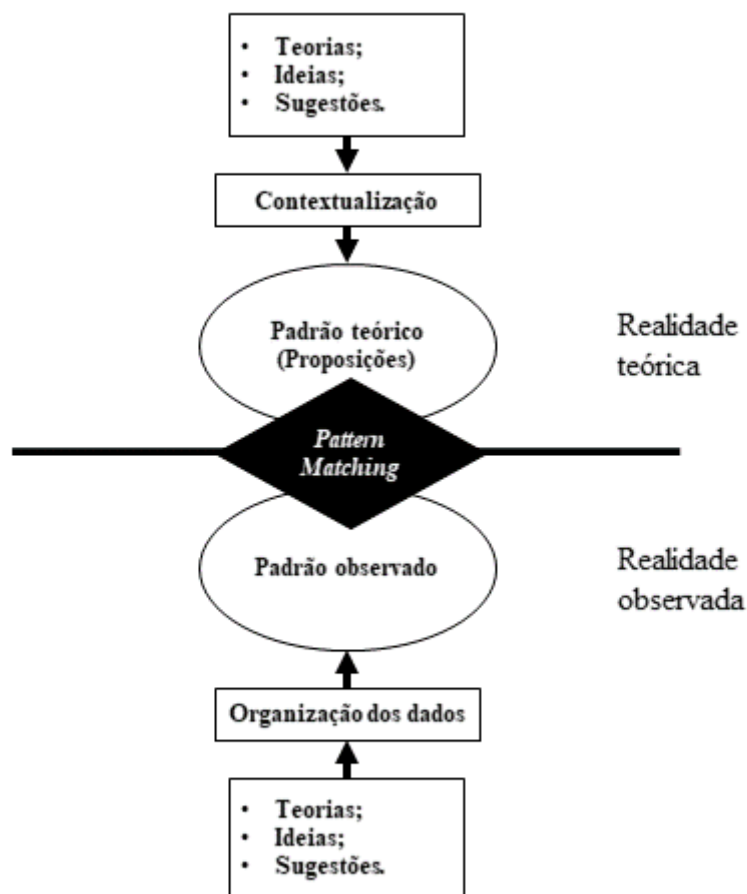 • Teorias;
• Ideias;
• Sugestões.
Contextualização
Padrão teórico
(Proposições)
Realidade
teórica
Pattern
Matching
Padrão observado
Realidade
observada
Organização dos dados
• Teorias;
• Ideias;
• Sugestões.